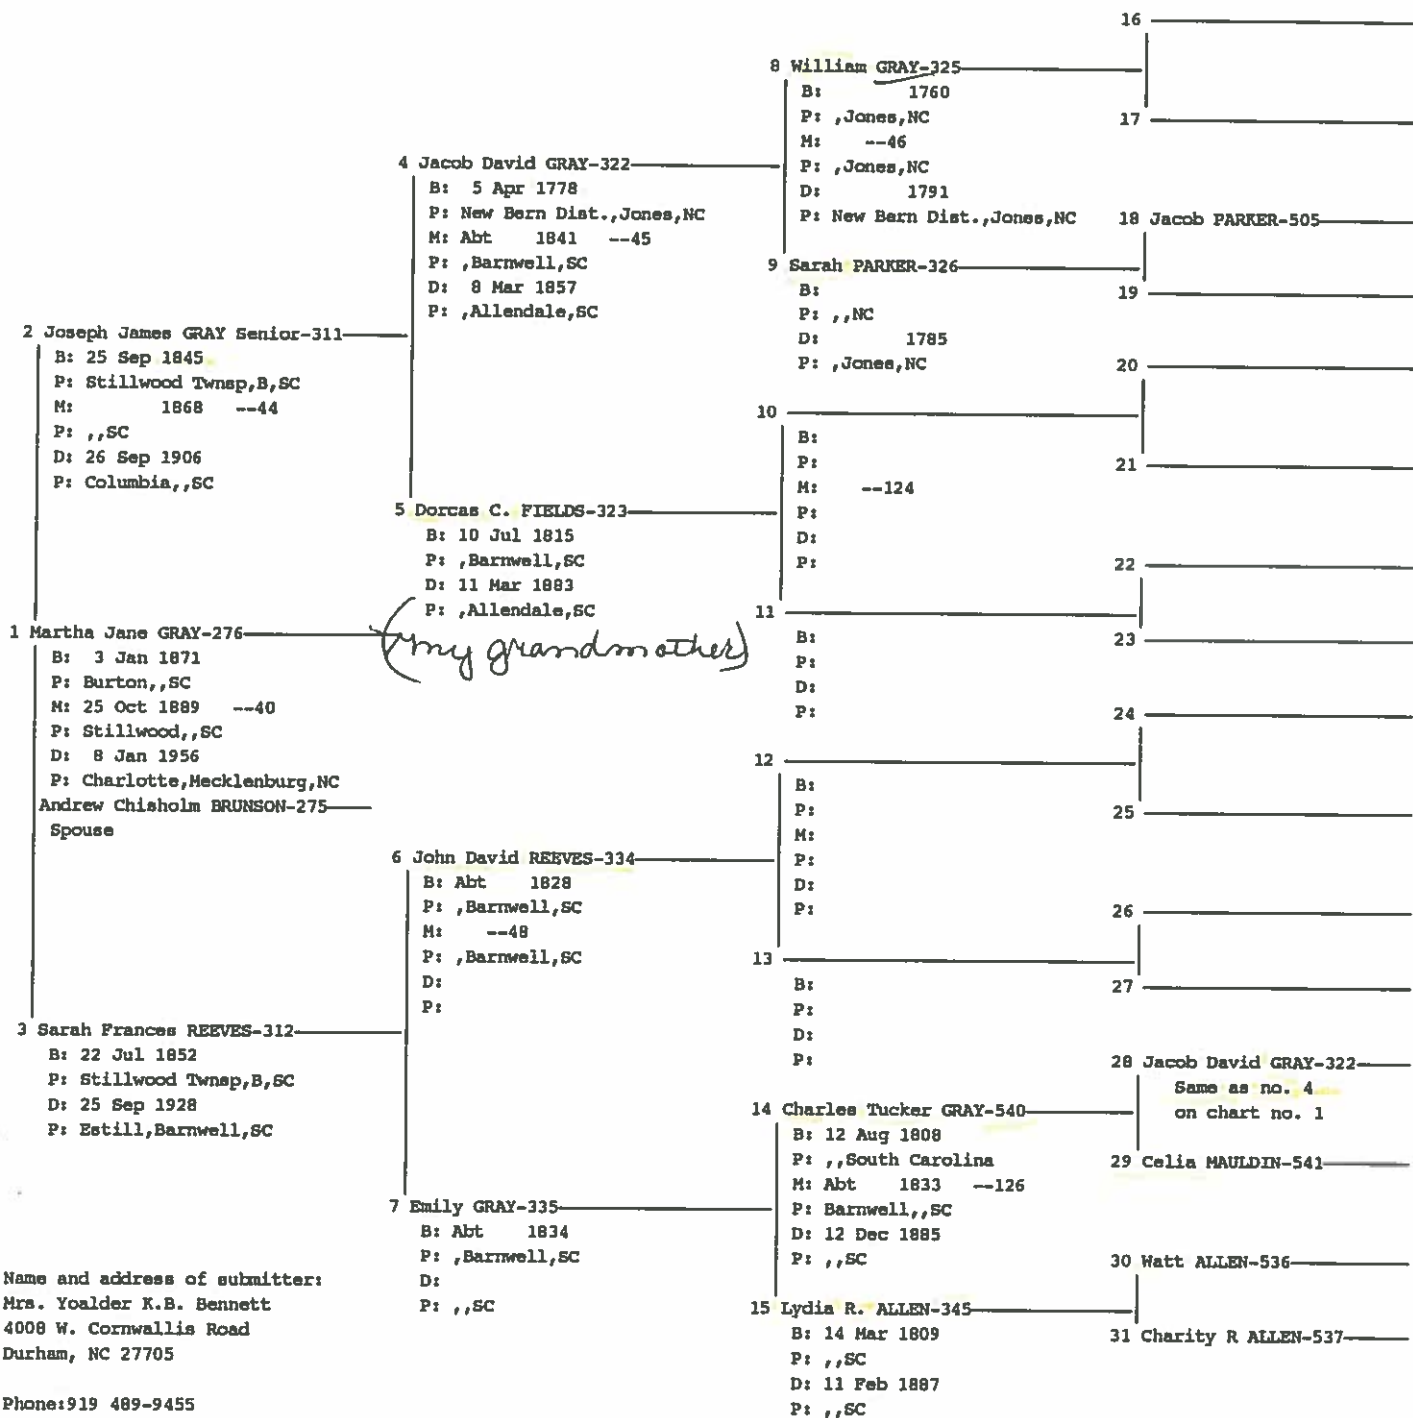 16
8 William GRAY-325
B: 1760
P: ,Jones,NC
M: --46
P: ,Jones,NC
D: 1791
P: New Bern Dist.,Jones,NC
17
4 Jacob David GRAY-322
B: 5 Apr 1778
P: New Bern Dist.,Jones,NC
M: Abt 1841 --45
P: ,Barnwell,SC
D: 8 Mar 1857
P: ,Allendale,SC
18 Jacob PARKER-505
9 Sarah PARKER-326
B:
P: ,,NC
D: 1785
P: ,Jones,NC
19
2 Joseph James GRAY Senior-311
B: 25 Sep 1845
P: Stillwood Twnsp,B,SC
M: 1868 --44
P: ,,SC
D: 26 Sep 1906
P: Columbia,,SC
20
10
B:
P:
M: --124
P:
D:
P:
21
5 Dorcas C. FIELDS-323
B: 10 Jul 1815
P: ,Barnwell,SC
D: 11 Mar 1883
P: ,Allendale,SC
22
11
B:
P:
D:
P:
23
1 Martha Jane GRAY-276
(my grandmother)
B: 3 Jan 1871
P: Burton,,SC
M: 25 Oct 1889 --40
P: Stillwood,,SC
D: 8 Jan 1956
P: Charlotte,Mecklenburg,NC
Andrew Chisholm BRUNSON-275
Spouse
24
12
B:
P:
M:
P:
D:
P:
25
6 John David REEVES-334
B: Abt 1828
P: ,Barnwell,SC
M: --48
P: ,Barnwell,SC
D:
P:
26
13
B:
P:
D:
P:
27
3 Sarah Frances REEVES-312
B: 22 Jul 1852
P: Stillwood Twnsp,B,SC
D: 25 Sep 1928
P: Estill,Barnwell,SC
28 Jacob David GRAY-322
Same as no. 4
on chart no. 1
14 Charles Tucker GRAY-540
B: 12 Aug 1808
P: ,,South Carolina
M: Abt 1833 --126
P: Barnwell,,SC
D: 12 Dec 1885
P: ,,SC
29 Celia MAULDIN-541
7 Emily GRAY-335
B: Abt 1834
P: ,Barnwell,SC
D:
P: ,,SC
30 Watt ALLEN-536
15 Lydia R. ALLEN-345
B: 14 Mar 1809
P: ,,SC
D: 11 Feb 1887
P: ,,SC
31 Charity R ALLEN-537
Name and address of submitter:
Mrs. Yoalder K.B. Bennett
4008 W. Cornwallis Road
Durham, NC 27705
Phone:919 489-9455